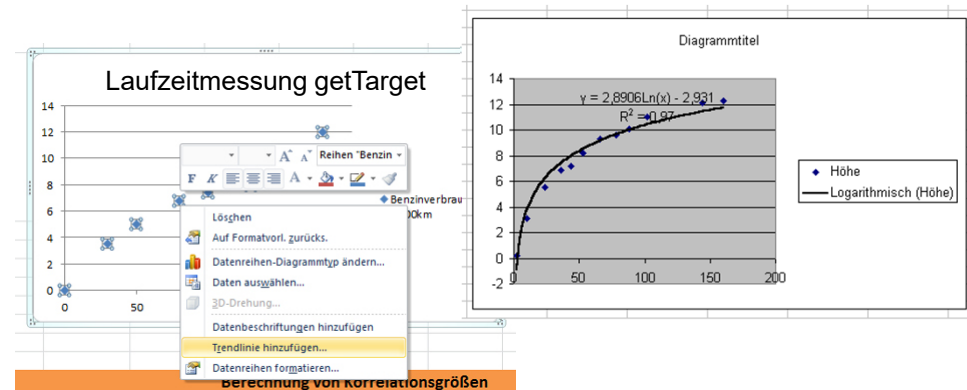 Laufzeitmessung getTarget
14
12
10
8
6
4
2
0
0
50
Reihen "Benzin
F K A
Benzinverbrau
00km
Löschen
Auf Formatvorl. zurücks.
Datenreihen-Diagrammtyp ändern...
Daten auswählen...
3D-Drehung...
Datenbeschriftungen hinzufügen
Trendlinie hinzufügen...
Datenreihen formatieren...
Berechnung von Korrelationsgrößen
Diagrammtitel
y = 2,8906Ln(x) - 2,931
R² = 0,97
14
12
10
8
6
4
2
0
-2
0
50
100
150
200
Höhe
Logarithmisch (Höhe)